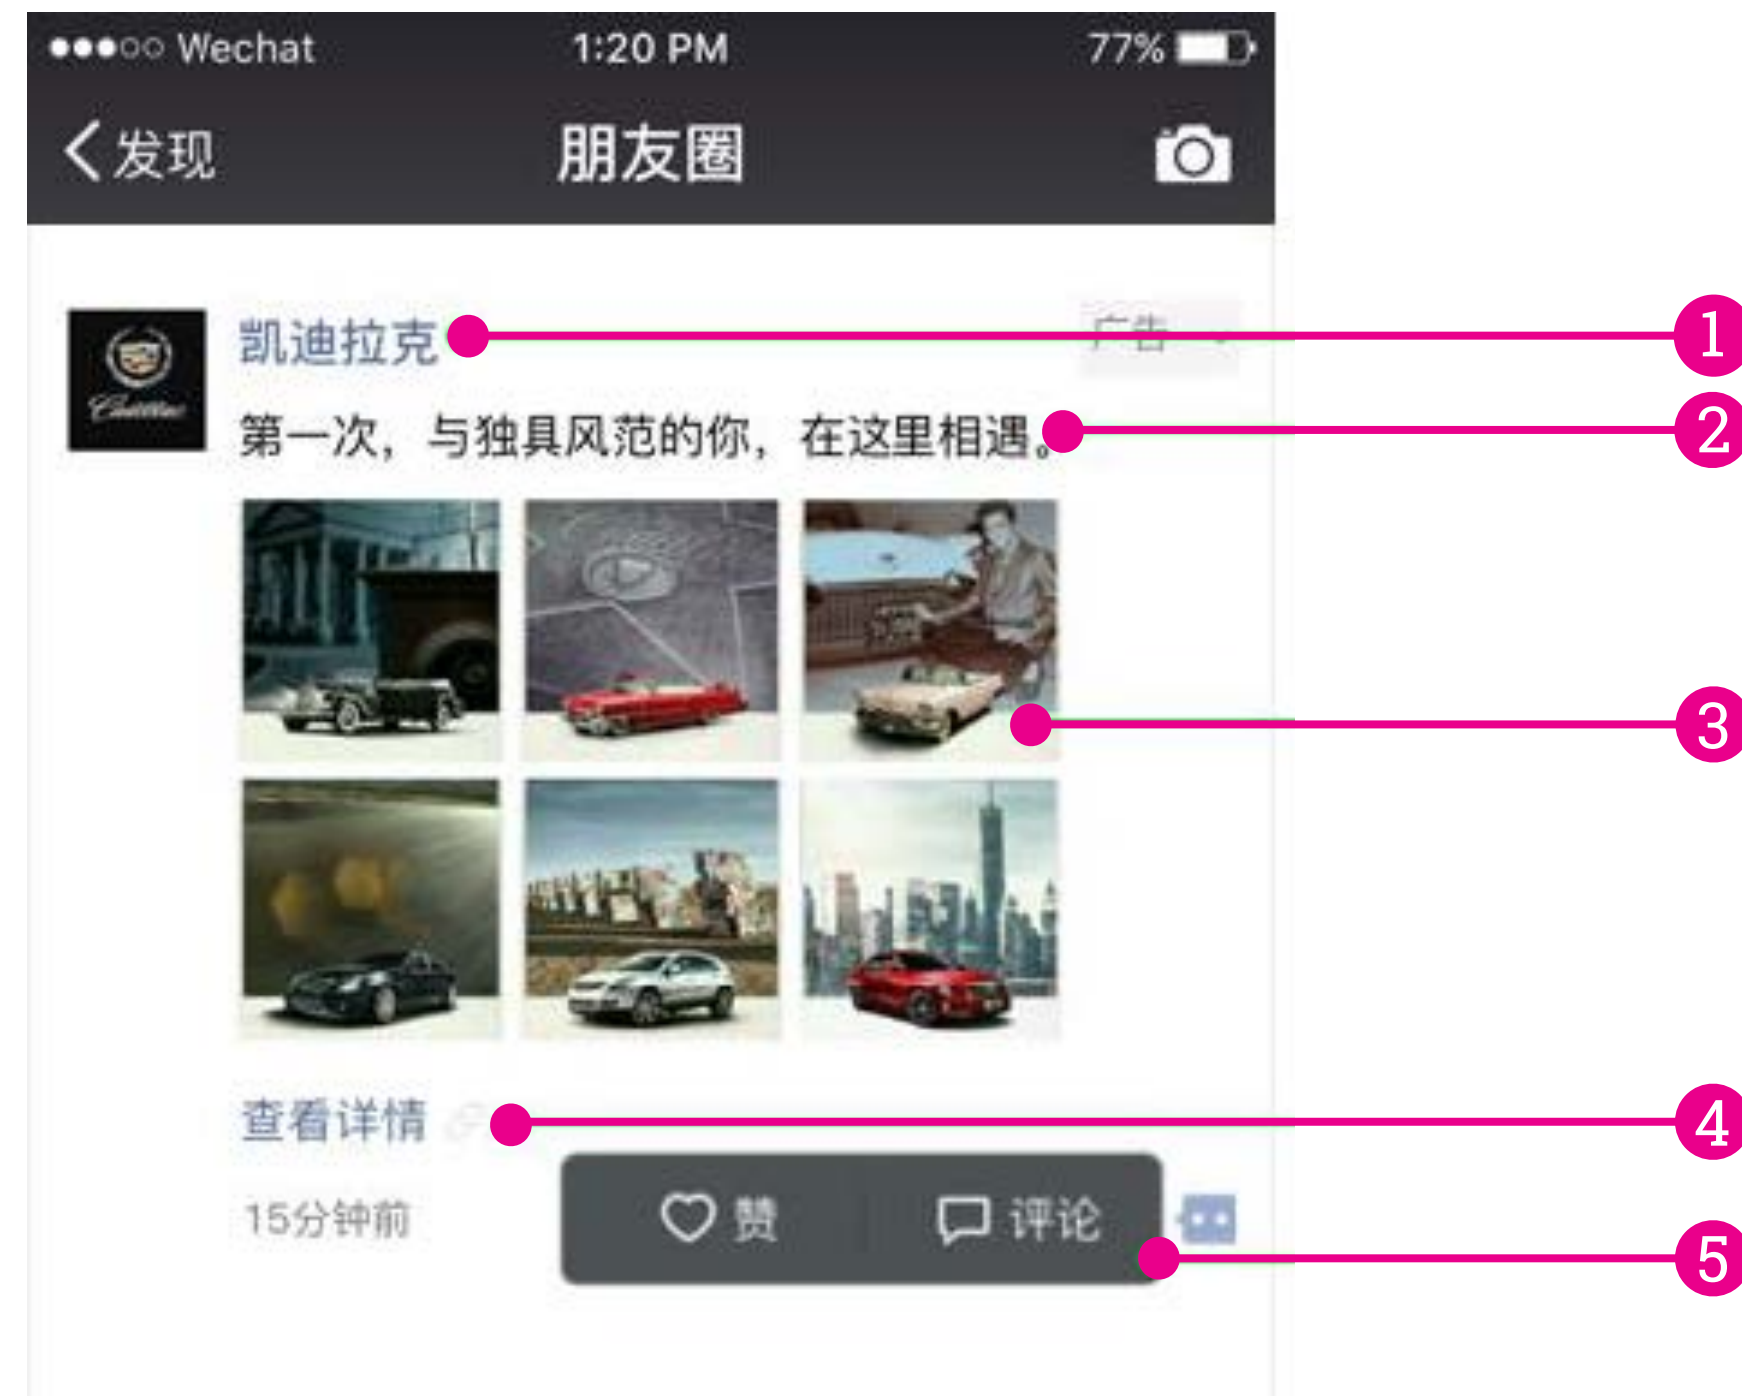 Wechat 1:20 PM 77%
发现 朋友圈
凯迪拉克 广告 1
Cadillac
第一次，与独具风范的你，在这里相遇。 2
3
查看详情 4
15分钟前 赞 评论
5